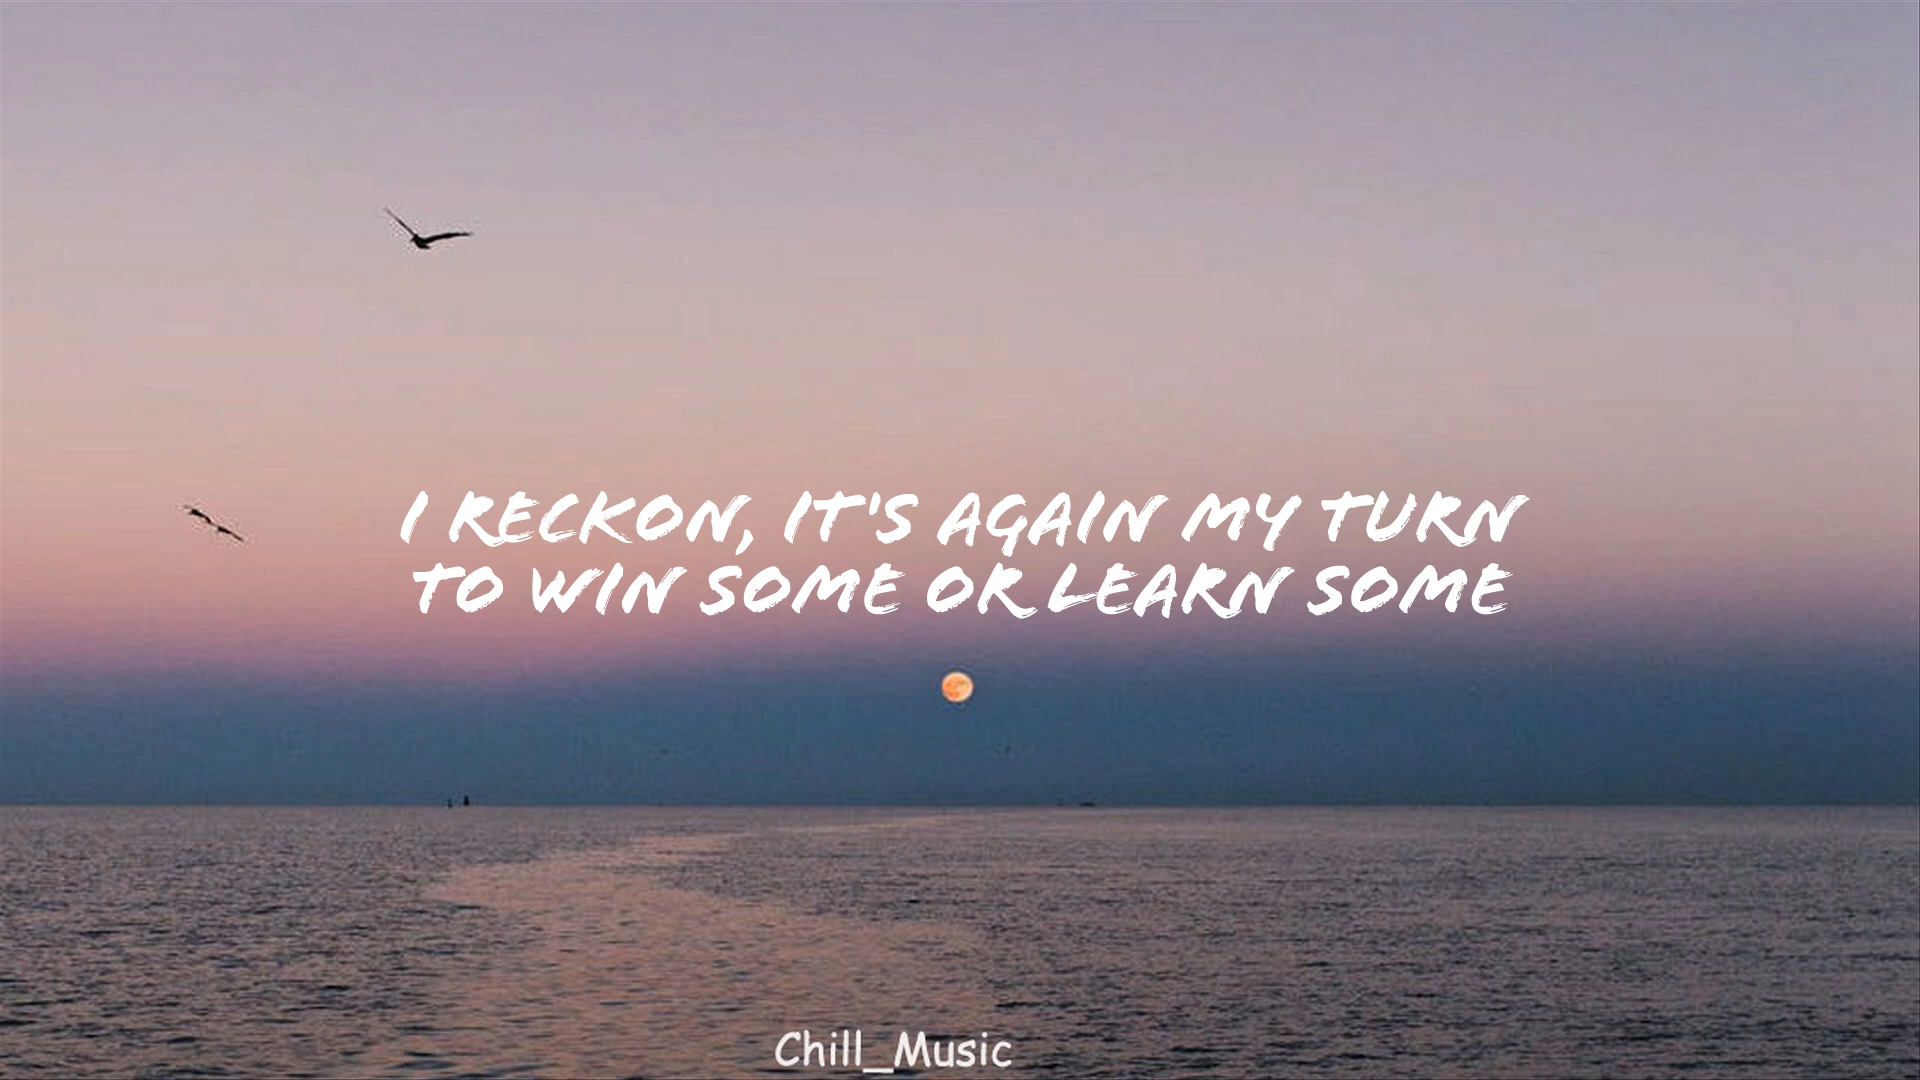 I RECKON, IT'S AGAIN MY TURN
TO WIN SOME OR LEARN SOME
Chill_Music